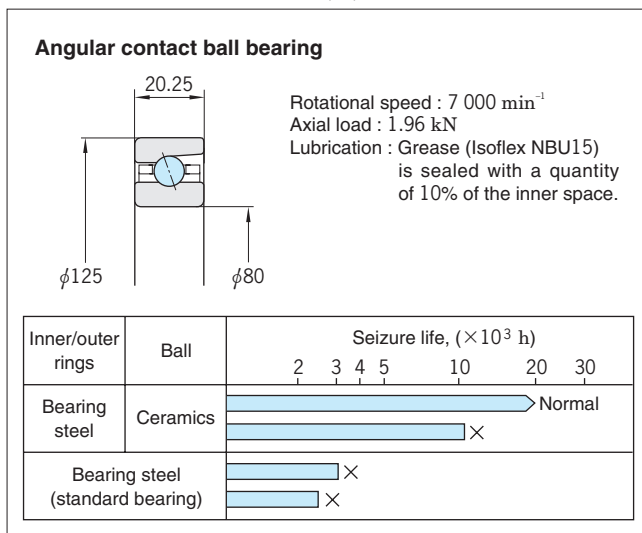 Angular contact ball bearing
20.25
Rotational speed : 7 000 min⁻¹
Axial load : 1.96 kN
Lubrication : Grease (Isoflex NBU15)
is sealed with a quantity
of 10% of the inner space.
ϕ125
ϕ80
Inner/outer
rings
Ball
Seizure life, (×10³ h)
2 3 4 5 10 20 30
Bearing
steel
Ceramics
Normal
×
Bearing steel
(standard bearing)
×
×